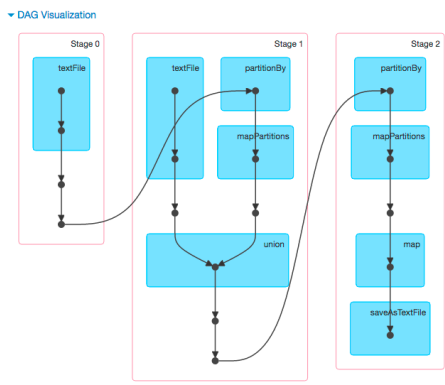 DAG Visualization
Stage 0
textFile
Stage 1
textFile
partitionBy
mapPartitions
union
Stage 2
partitionBy
mapPartitions
map
saveAsTextFile